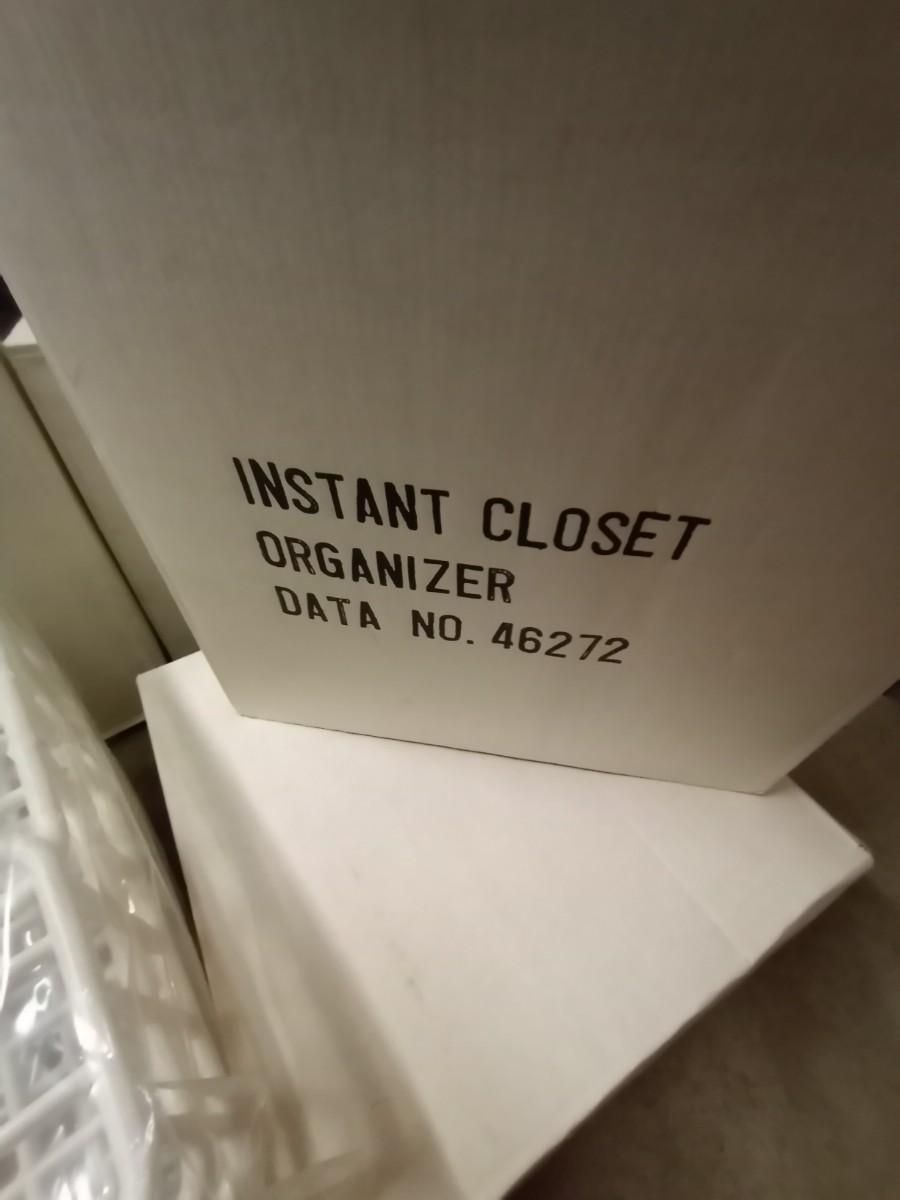 INSTANT CLOSET
ORGANIZER
DATA NO. 46272